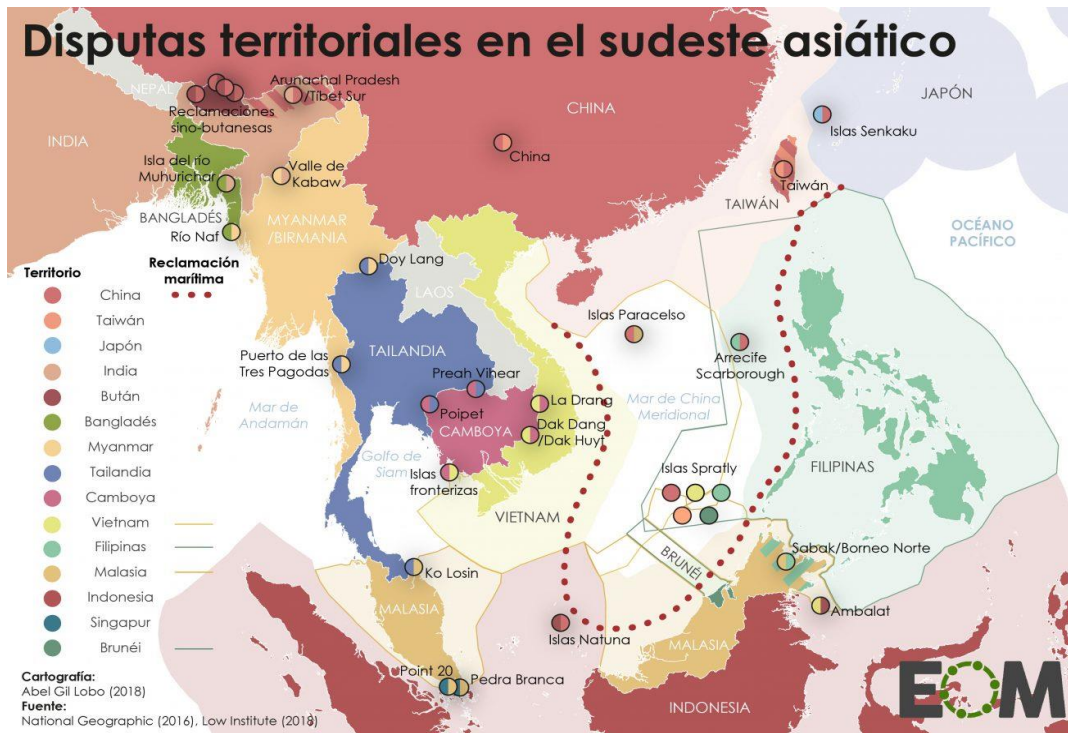 Disputas territoriales en el sudeste asiático
NEPAL
Arunachal Pradesh
/Tíbet Sur
CHINA
JAPÓN
Reclamaciones
sino-butanesas
INDIA
Islas Senkaku
China
Isla del río
Muhurichar
Valle de
Kabaw
Taiwán
TAIWÁN
BANGLADÉS
Río Naf
MYANMAR
/BIRMANIA
OCÉANO
PACÍFICO
Doy Lang
LAOS
Territorio
Reclamación
marítima
China
Taiwán
Japón
India
Bután
Bangladés
Myanmar
Tailandia
Camboya
Vietnam
Filipinas
Malasia
Indonesia
Singapur
Brunéi
Islas Paracelso
TAILANDIA
Puerto de las
Tres Pagodas
Arrecife
Scarborough
Preah Vihear
Mar de
Andamán
Poipet
La Drang
Mar de China
Meridional
CAMBOYA
Dak Dang
/Dak Huyt
Golfo de
Siam
Islas
fronterizas
Islas Spratly
FILIPINAS
VIETNAM
BRUNÉI
Sabak/Borneo Norte
Ko Losin
MALASIA
Ambalat
Islas Natuna
MALASIA
Point 20
Pedra Branca
INDONESIA
EOM
Cartografía:
Abel Gil Lobo (2018)
Fuente:
National Geographic (2016), Low Institute (2018)